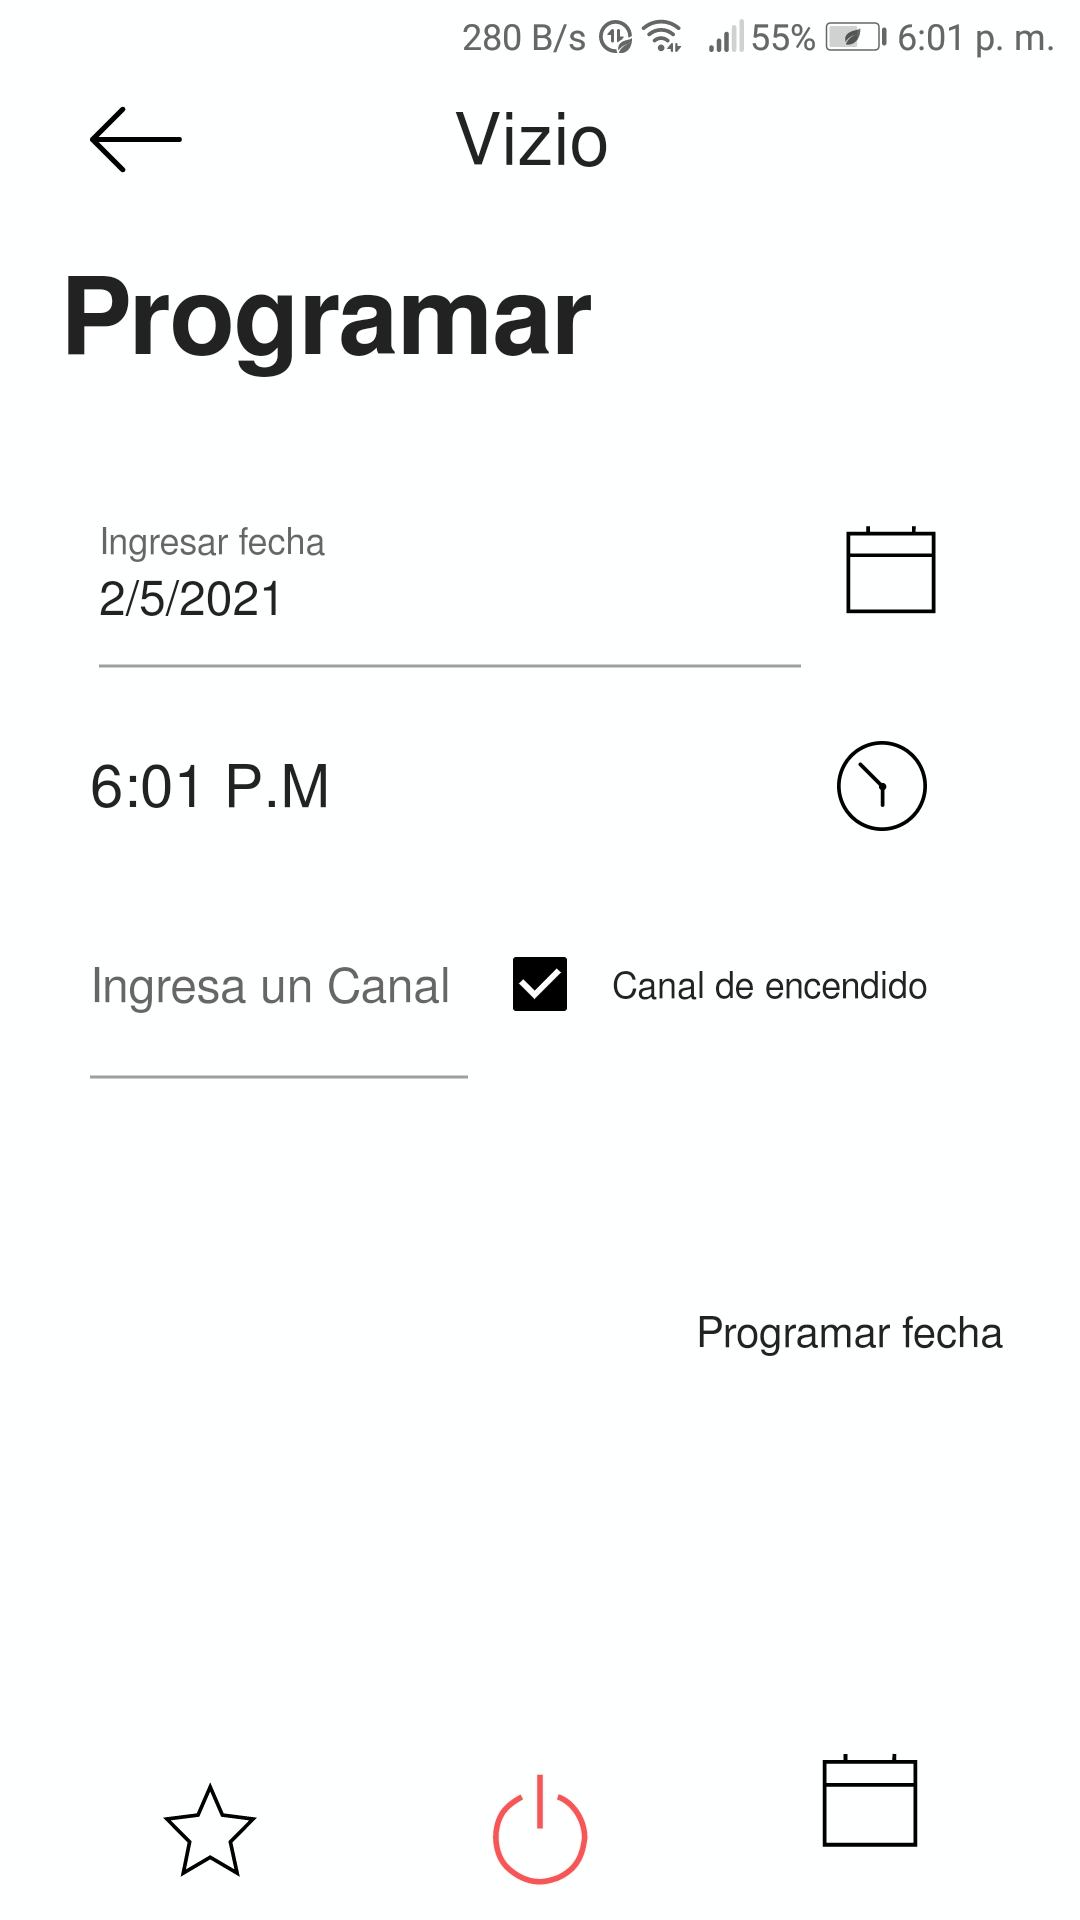 280 B/s 55% 6:01 p. m.
Vizio
Programar
Ingresar fecha
2/5/2021
6:01 P.M
Ingresa un Canal Canal de encendido
Programar fecha